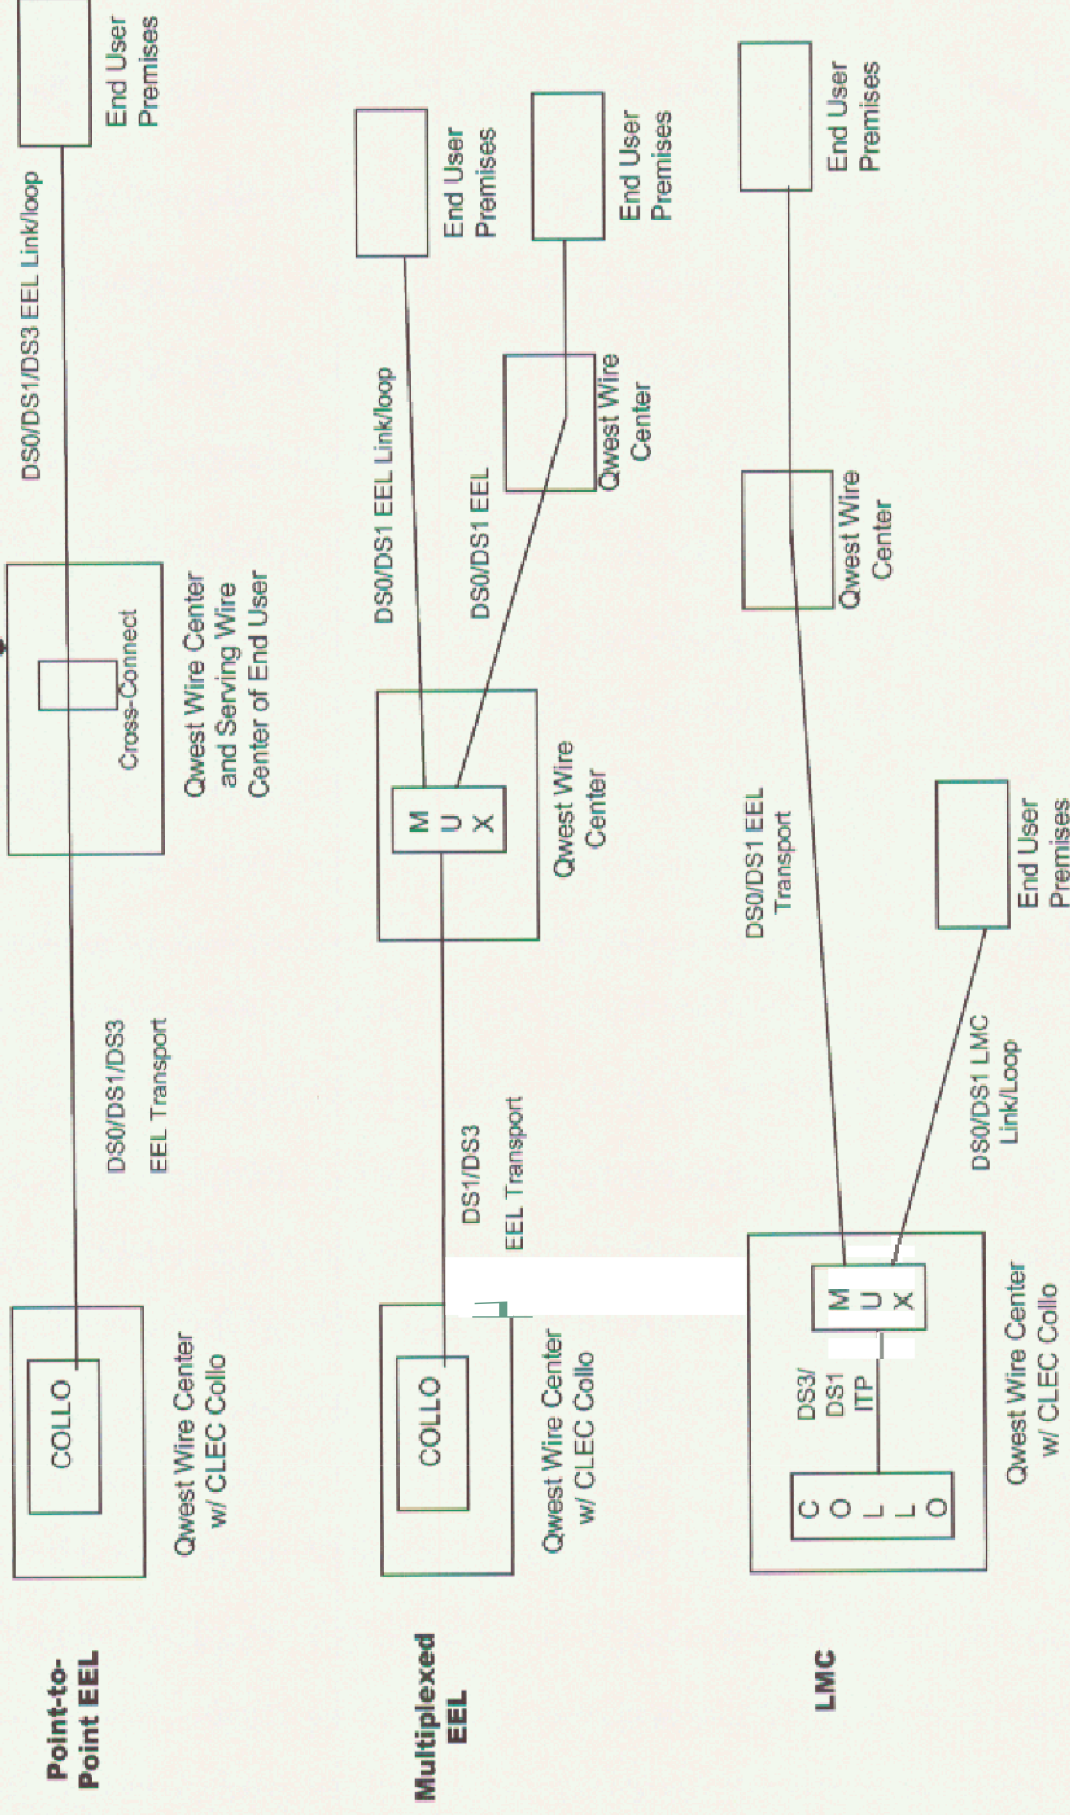 Point-to-
Point EEL
COLLO
Qwest Wire Center
w/ CLEC Collo
DS0/DS1/DS3
EEL Transport
Cross-Connect
Qwest Wire Center
and Serving Wire
Center of End User
DS0/DS1/DS3 EEL Link/loop
End User
Premises
Multiplexed
EEL
COLLO
Qwest Wire Center
w/ CLEC Collo
DS1/DS3
EEL Transport
M
U
X
Qwest Wire
Center
DS0/DS1 EEL Link/loop
DS0/DS1 EEL
End User
Premises
Qwest Wire
Center
End User
Premises
LMC
C
O
L
L
O
DS3/
DS1
ITP
M
U
X
Qwest Wire Center
w/ CLEC Collo
DS0/DS1 EEL
Transport
DS0/DS1 LMC
Link/Loop
End User
Premises
Qwest Wire
Center
End User
Premises